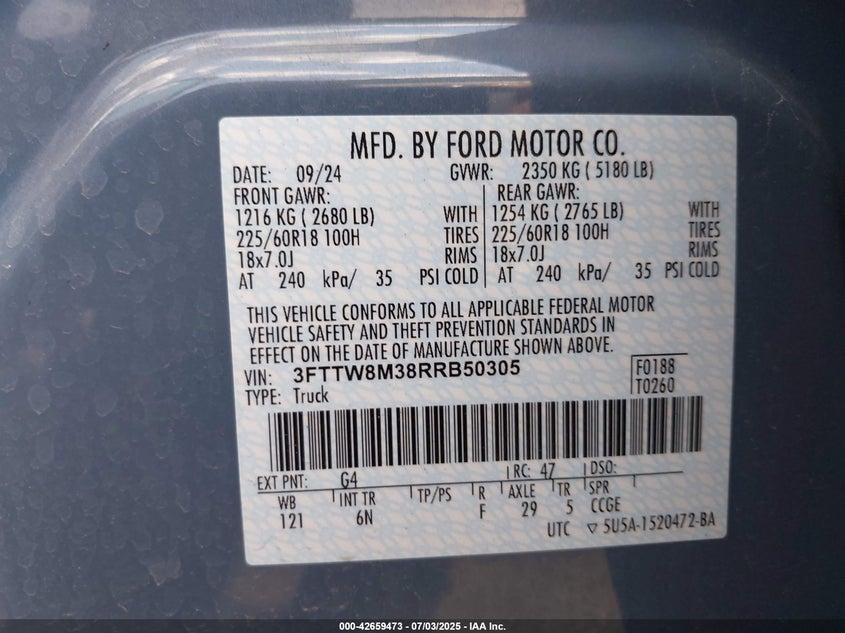 MFD. BY FORD MOTOR CO.
DATE: 09/24 GVWR: 2350 KG ( 5180 LB)
FRONT GAWR: REAR GAWR:
1216 KG ( 2680 LB) WITH 1254 KG ( 2765 LB) WITH
225/60R18 100H TIRES 225/60R18 100H TIRES
18x7.0J RIMS 18x7.0J RIMS
AT 240 kPa/ 35 PSI COLD AT 240 kPa/ 35 PSI COLD
THIS VEHICLE CONFORMS TO ALL APPLICABLE FEDERAL MOTOR
VEHICLE SAFETY AND THEFT PREVENTION STANDARDS IN
EFFECT ON THE DATE OF MANUFACTURE SHOWN ABOVE.
VIN: 3FTTW8M38RRB50305 F0188
TYPE: Truck T0260
EXT PNT: G4 RC: 47 DSO:
WB INT TR TP/PS R AXLE TR SPR
121 6N F 29 5 CCGE
UTC ▽ 5U5A-1520472-BA
000-42659473 - 07/03/2025 - IAA Inc.